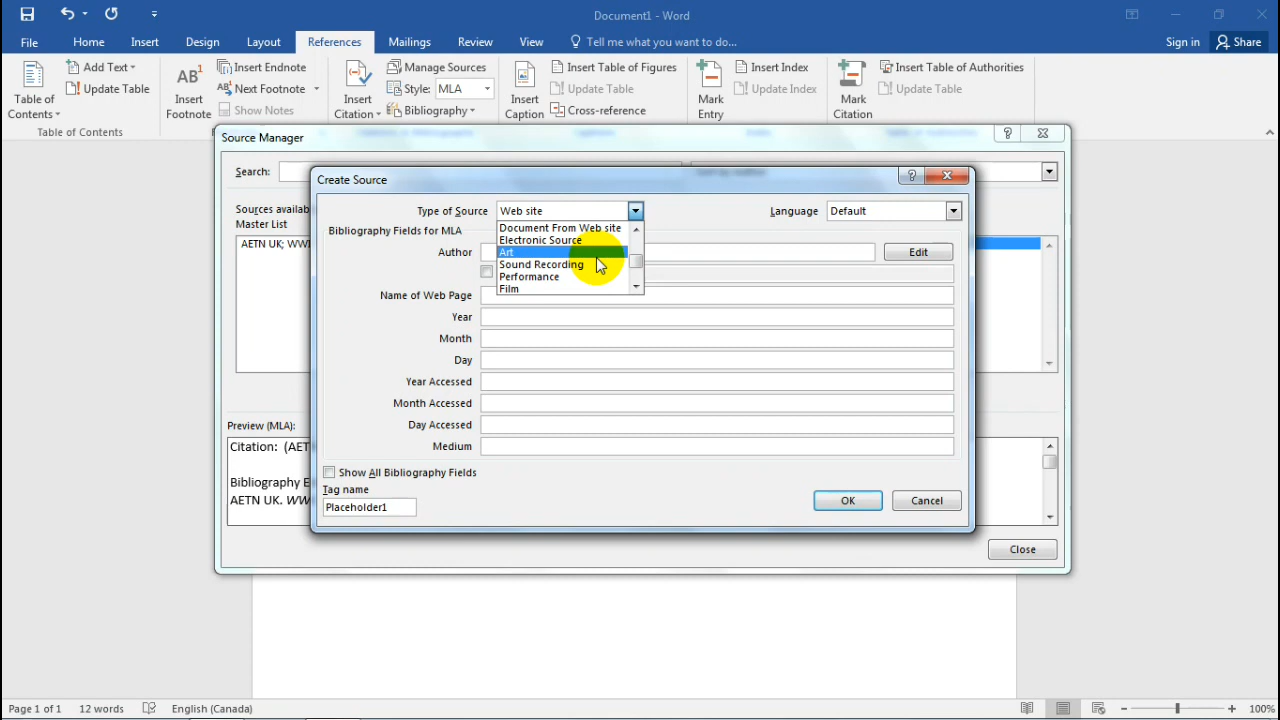 Document1 - Word
File Home Insert Design Layout References Mailings Review View Tell me what you want to do... Sign in Share
Table of Contents
Add Text
Update Table
Table of Contents
AB1
Insert Footnote
Insert Endnote
AB1 Next Footnote
Show Notes
Insert Citation
Manage Sources
Style: MLA
Bibliography
Insert Caption
Insert Table of Figures
Update Table
Cross-reference
Mark Entry
Insert Index
Update Index
Mark Citation
Insert Table of Authorities
Update Table
Source Manager
Search:
Sources availab
Master List
AETN UK; WWI
Create Source
Type of Source Web site
Language Default
Document From Web site
Electronic Source
Art
Sound Recording
Performance
Film
Bibliography Fields for MLA
Author Edit
Name of Web Page
Year
Month
Day
Year Accessed
Month Accessed
Day Accessed
Medium
Show All Bibliography Fields
Tag name
Placeholder1
OK Cancel
Preview (MLA):
Citation: (AET
Bibliography E
AETN UK. WW
Close
Page 1 of 1 12 words English (Canada) 100%